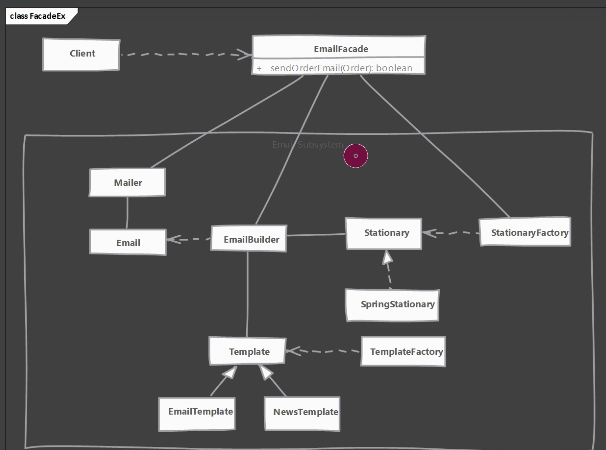 class FacadeEx
Client
EmailFacade
+ sendOrderEmail(Order): boolean
Email Subsystem
Mailer
Email
EmailBuilder
Stationary
StationaryFactory
SpringStationary
Template
TemplateFactory
EmailTemplate
NewsTemplate